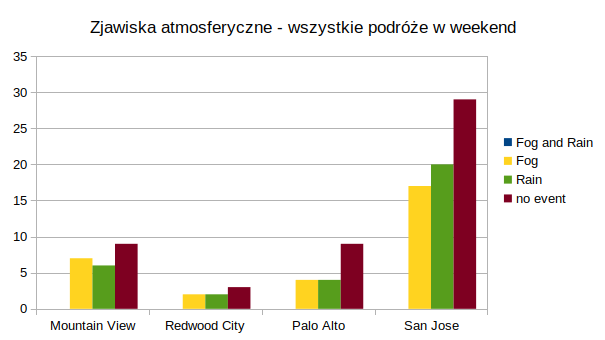 Zjawiska atmosferyczne - wszystkie podróże w weekend
35
30
25
20
15
10
5
0
Mountain View Redwood City Palo Alto San Jose
Fog and Rain
Fog
Rain
no event